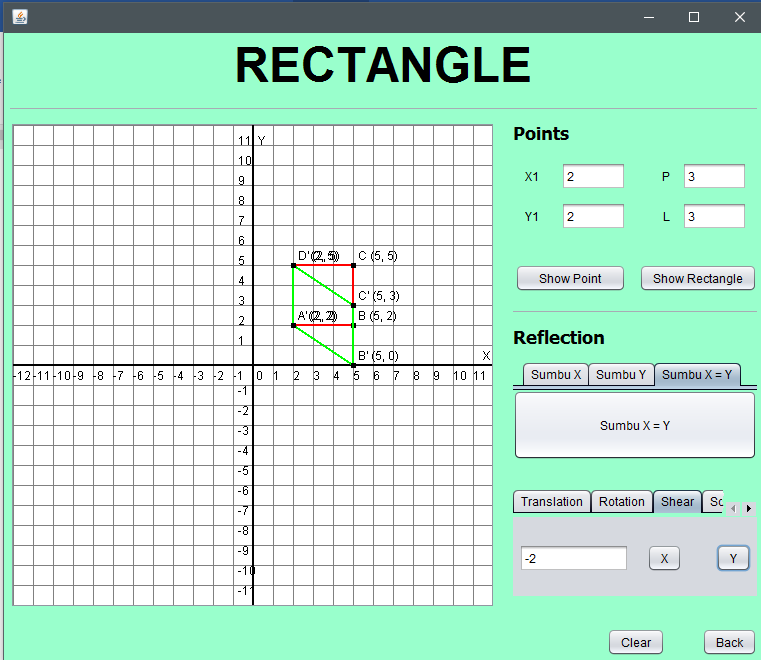 RECTANGLE
Points
X1 2 P 3
Y1 2 L 3
Show Point Show Rectangle
Reflection
Sumbu X Sumbu Y Sumbu X = Y
Sumbu X = Y
Translation Rotation Shear
-2 X Y
Clear Back
11 Y
10
9
8
7
6
5
4
3
2
1
D'(2, 5) C (5, 5)
C' (5, 3)
A'(2, 2) B (5, 2)
B' (5, 0)
X
-12 -11 -10 -9 -8 -7 -6 -5 -4 -3 -2 -1 0 1 2 3 4 5 6 7 8 9 10 11
-1
-2
-3
-4
-5
-6
-7
-8
-9
-10